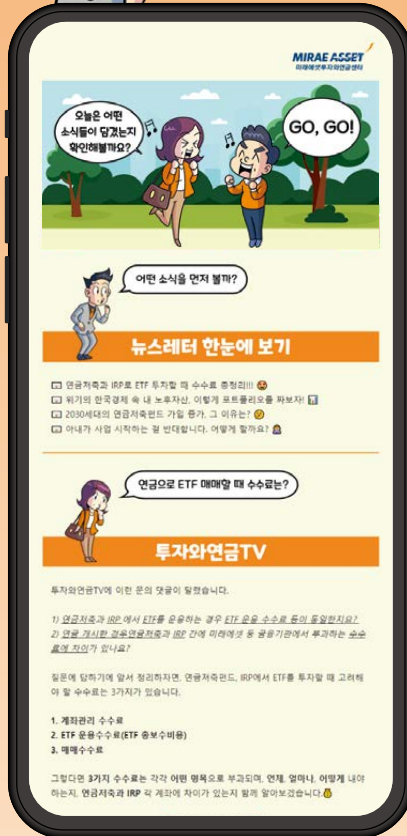 MIRAE ASSET
미래에셋투자와연금센터
오늘은 어떤
소식들이 담겼는지
확인해볼까요?
GO, GO!
어떤 소식을 먼저 볼까?
뉴스레터 한눈에 보기
연금저축과 IRP로 ETF 투자할 때 수수료 총정리!!!
위기의 한국경제 속 내 노후자산, 이렇게 포트폴리오를 짜보자!
2030세대의 연금저축펀드 가입 증가, 그 이유는?
아내가 사업 시작하는 걸 반대합니다. 어떻게 할까요?
연금으로 ETF 매매할 때 수수료는?
투자와연금TV
투자와연금TV에 이런 문의 댓글이 달렸습니다.
1) 연금저축과 IRP 에서 ETF를 운용하는 경우 ETF 운용 수수료 등이 동일한지요?
2) 연금 개시한 경우연금저축과 IRP 간에 미래에셋 등 금융기관에서 부과하는 수수
료에 차이가 있나요?
질문에 답하기에 앞서 정리하자면, 연금저축펀드, IRP에서 ETF를 투자할 때 고려해
야 할 수수료는 3가지가 있습니다.
1. 계좌관리 수수료
2. ETF 운용수수료(ETF 총보수비용)
3. 매매수수료
그렇다면 3가지 수수료는 각각 어떤 명목으로 부과되며, 언제, 얼마나, 어떻게 내야
하는지, 연금저축과 IRP 각 계좌에 차이가 있는지 함께 알아보겠습니다.